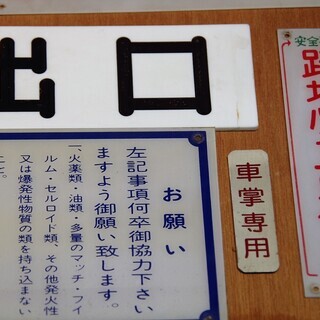 出口
お願い
左記事項何卒御協力下さい
ますよう御願い致します。
一、火薬類・油類・多量のマッチ・フイ
ルム・セルロイド類、その他発火性
又は爆発性物質の類を持ち込まない
車掌専用
安全
踏切